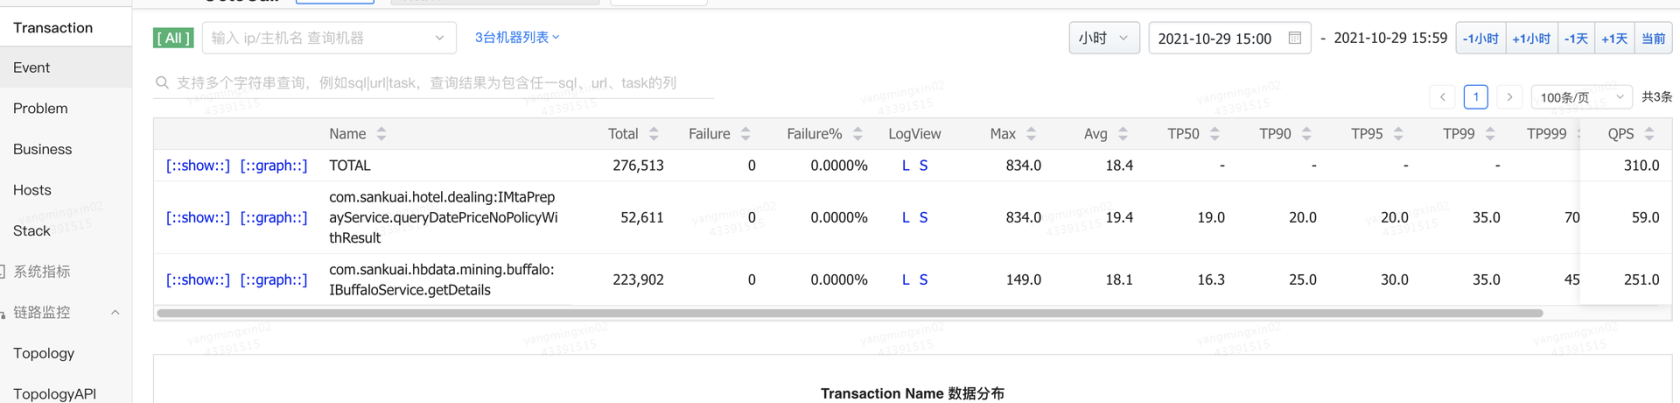 Transaction
[ All ] 输入 ip/主机名 查询机器 3台机器列表 小时 2021-10-29 15:00 - 2021-10-29 15:59 -1小时 +1小时 -1天 +1天 当前
Event
支持多个字符串查询，例如sql|url|task，查询结果为包含任一sql、url、task的列
Problem
1 100条/页 共3条
Name Total Failure Failure% LogView Max Avg TP50 TP90 TP95 TP99 TP999 QPS
Business
[::show::] [::graph::] TOTAL 276,513 0 0.0000% L S 834.0 18.4 - - - - 310.0
Hosts
com.sankuai.hotel.dealing:IMtaPrep
[::show::] [::graph::] ayService.queryDatePriceNoPolicyWi 52,611 0 0.0000% L S 834.0 19.4 19.0 20.0 20.0 35.0 70 59.0
thResult
Stack
系统指标
com.sankuai.hbdata.mining.buffalo:
[::show::] [::graph::] 223,902 0 0.0000% L S 149.0 18.1 16.3 25.0 30.0 35.0 45 251.0
IBuffaloService.getDetails
链路监控
Topology
TopologyAPI
Transaction Name 数据分布
yangmingxin02
43391515